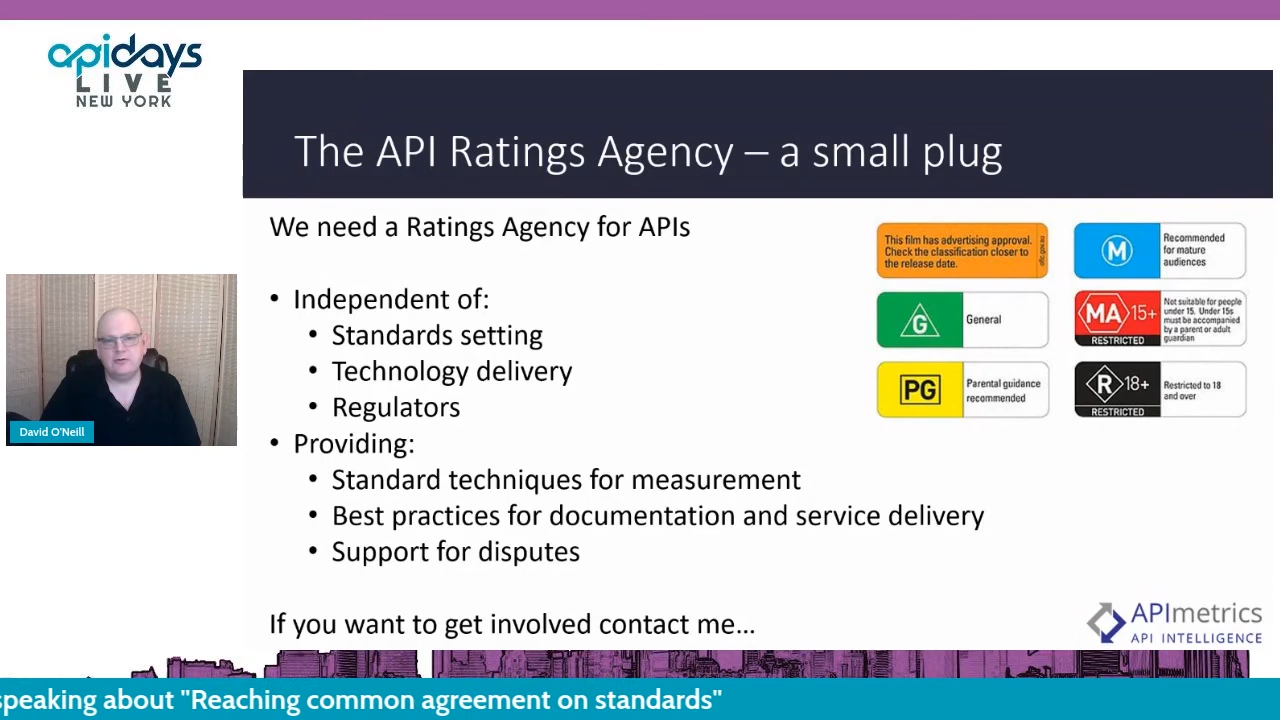 apidays
LIVE
NEW YORK
The API Ratings Agency – a small plug
We need a Ratings Agency for APIs
• Independent of:
• Standards setting
• Technology delivery
• Regulators
• Providing:
• Standard techniques for measurement
• Best practices for documentation and service delivery
• Support for disputes
If you want to get involved contact me...
This film has advertising approval.
Check the classification closer to
the release date.
M
Recommended
for mature
audiences
G
General
MA 15+
RESTRICTED
Not suitable for people
under 15. Under 15s
must be accompanied
by a parent or adult
guardian
PG
Parental guidance
recommended
R 18+
RESTRICTED
Restricted to 18
and over
David O'Neill
APImetrics
API INTELLIGENCE
speaking about "Reaching common agreement on standards"